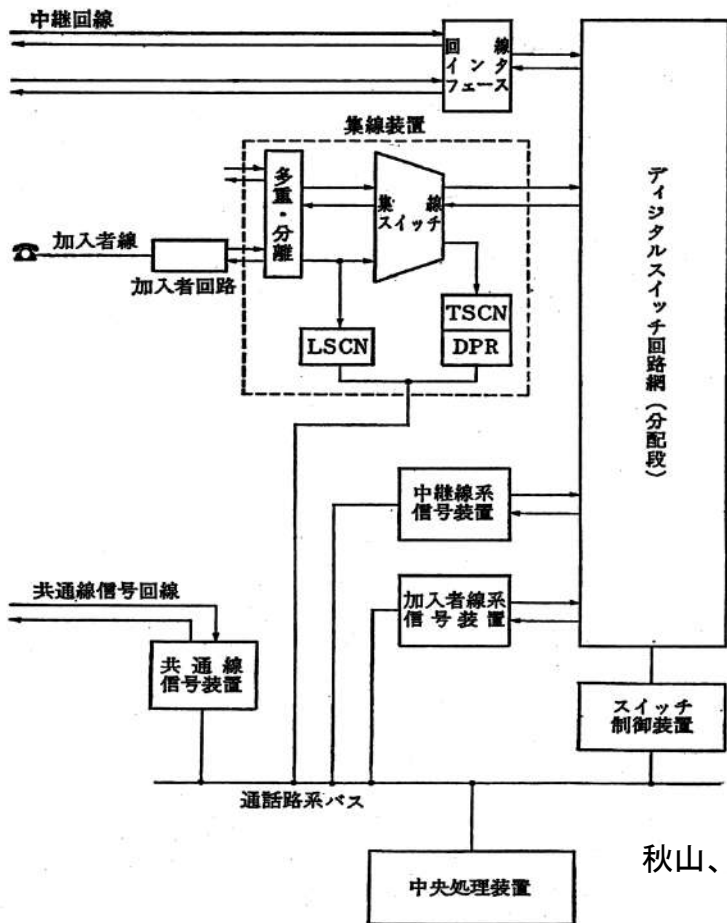 中継回線
回線
インタ
フェース
集線装置
多重・分離
集線
スイッチ
加入者線
加入者回路
TSCN
LSCN
DPR
ディジタルスイッチ回路網（分配段）
中継線系
信号装置
共通線信号回線
加入者線系
信号装置
共通線
信号装置
スイッチ
制御装置
通話路系バス
中央処理装置
秋山、